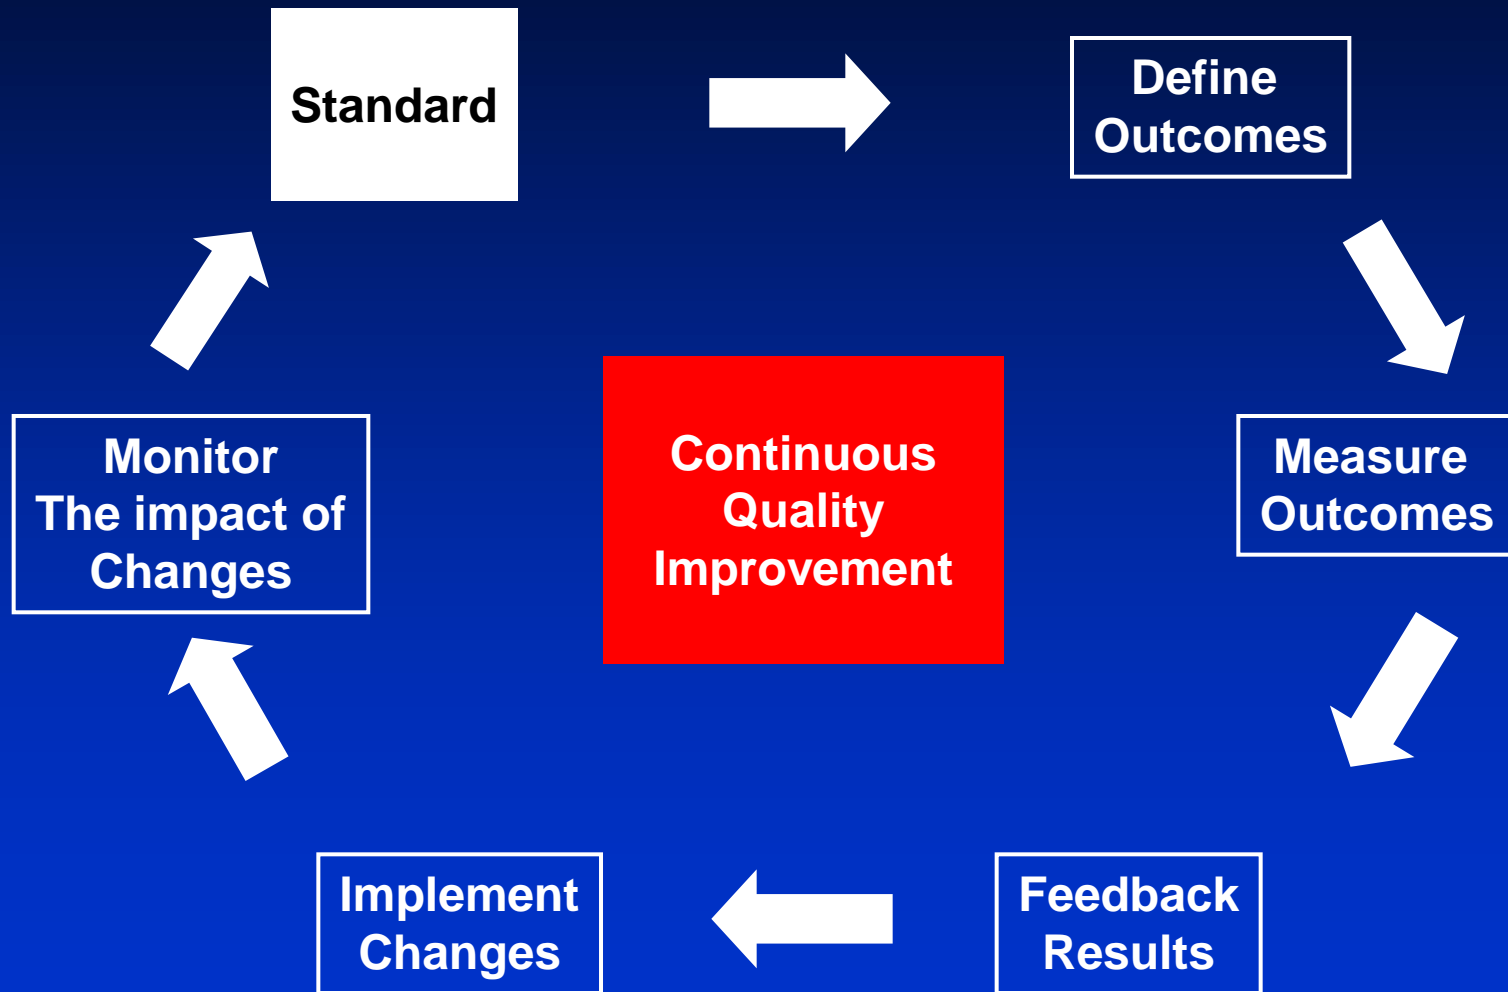 Standard
Define
Outcomes
Measure
Outcomes
Feedback
Results
Implement
Changes
Monitor
The impact of
Changes
Continuous
Quality
Improvement